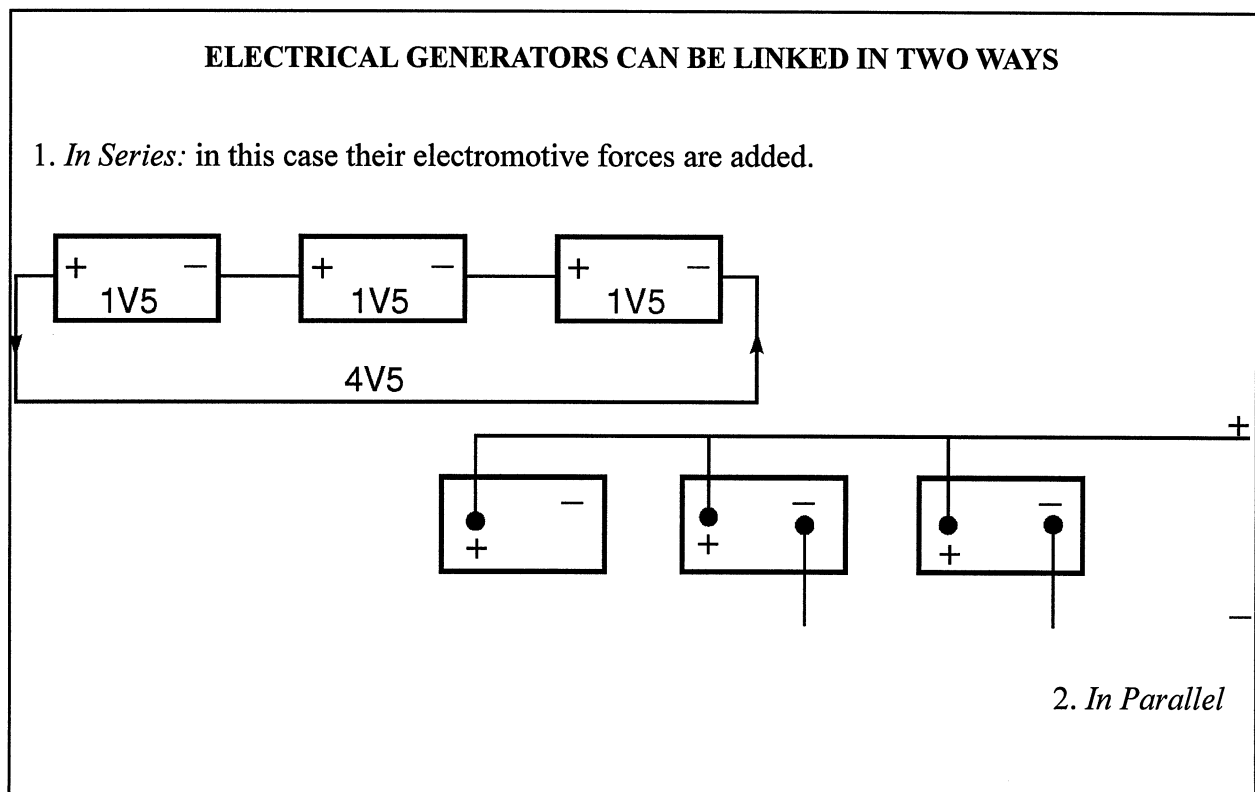 ELECTRICAL GENERATORS CAN BE LINKED IN TWO WAYS
1. In Series: in this case their electromotive forces are added.
+ − + − + −
1V5 1V5 1V5
4V5
+
− − −
+ + +
−
2. In Parallel